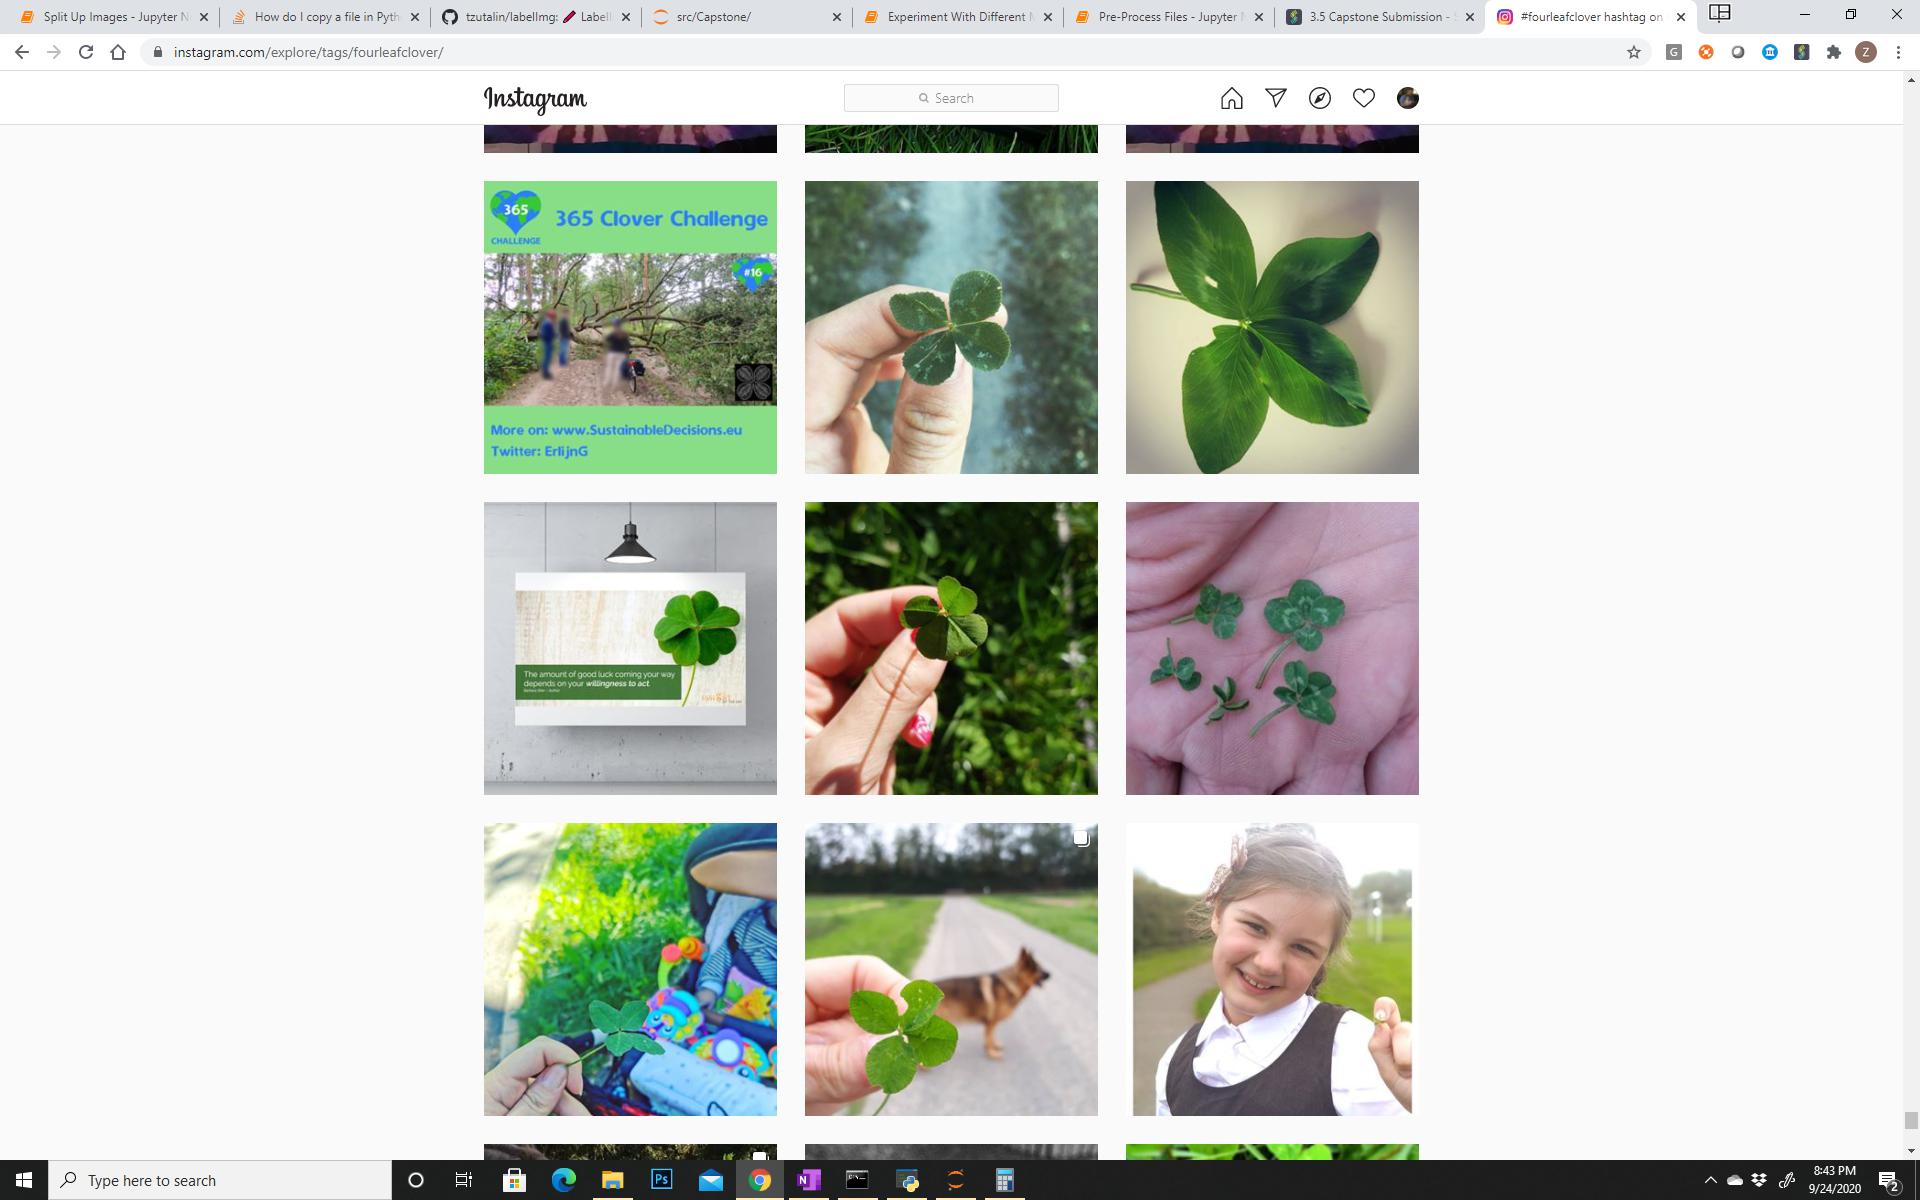 Split Up Images - Jupyter N
How do I copy a file in Pyth
tzutalin/labelImg: 🖍 Labell
src/Capstone/
Experiment With Different M
Pre-Process Files - Jupyter N
3.5 Capstone Submission - S
#fourleafclover hashtag on
instagram.com/explore/tags/fourleafclover/
G
Z
Instagram
Search
365
CHALLENGE
365 Clover Challenge
#16
More on: www.SustainableDecisions.eu
Twitter: ErlijnG
The amount of good luck coming your way
depends on your willingness to act.
Type here to search
Ps
N
8:43 PM
9/24/2020
2